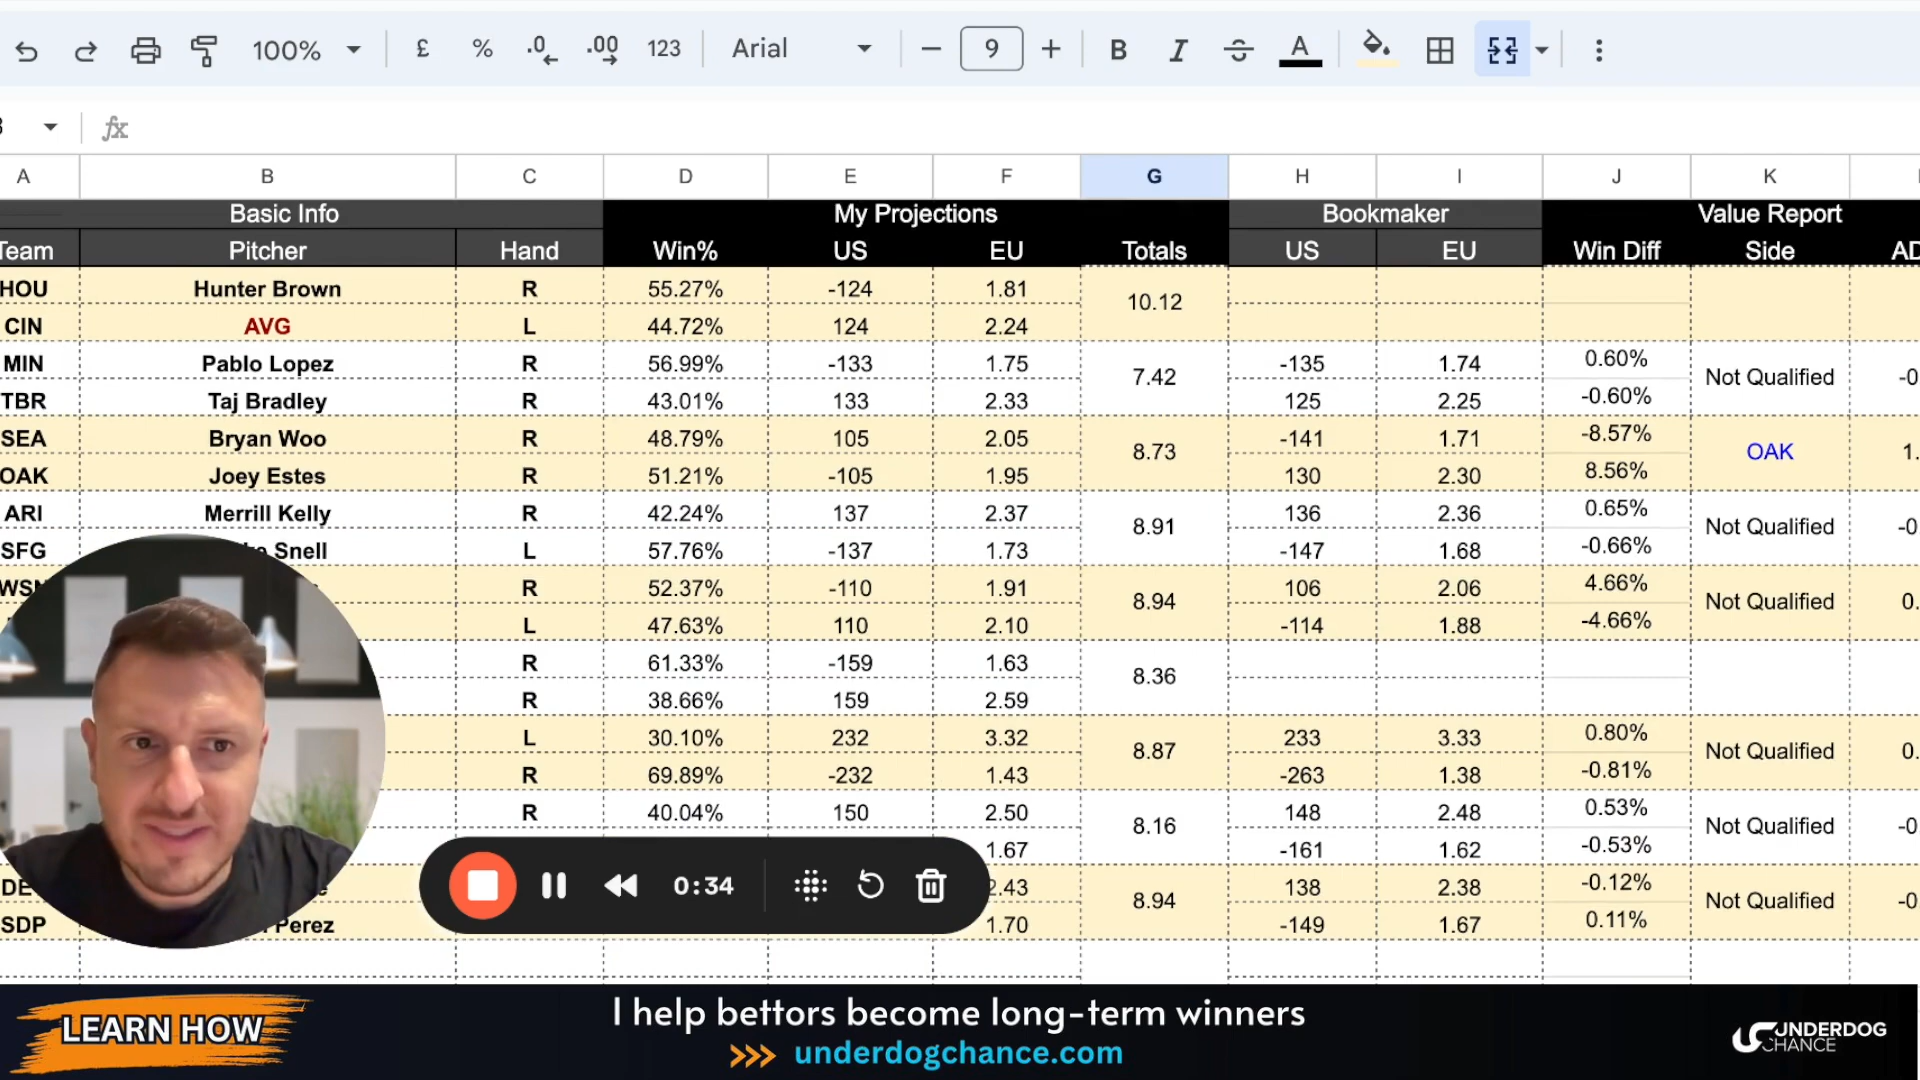 100% £ % .0 .00 123 Arial 9 B I S A
fx
A B C D E F G H I J K
Basic Info My Projections Bookmaker Value Report
Team Pitcher Hand Win% US EU Totals US EU Win Diff Side
HOU Hunter Brown R 55.27% -124 1.81 10.12
CIN AVG L 44.72% 124 2.24
MIN Pablo Lopez R 56.99% -133 1.75 7.42 -135 1.74 0.60% Not Qualified -0
TBR Taj Bradley R 43.01% 133 2.33 125 2.25 -0.60%
SEA Bryan Woo R 48.79% 105 2.05 8.73 -141 1.71 -8.57% OAK 1.
OAK Joey Estes R 51.21% -105 1.95 130 2.30 8.56%
ARI Merrill Kelly R 42.24% 137 2.37 8.91 136 2.36 0.65% Not Qualified -0
SFG Snell L 57.76% -137 1.73 -147 1.68 -0.66%
WSN R 52.37% -110 1.91 8.94 106 2.06 4.66% Not Qualified 0.
L 47.63% 110 2.10 -114 1.88 -4.66%
R 61.33% -159 1.63 8.36
R 38.66% 159 2.59
L 30.10% 232 3.32 8.87 233 3.33 0.80% Not Qualified 0.
R 69.89% -232 1.43 -263 1.38 -0.81%
R 40.04% 150 2.50 8.16 148 2.48 0.53% Not Qualified -0
1.67 -161 1.62 -0.53%
2.43 8.94 138 2.38 -0.12% Not Qualified -0
SDP Perez 1.70 -149 1.67 0.11%
0:34
LEARN HOW
I help bettors become long-term winners
>>> underdogchance.com
UNDERDOG
CHANCE